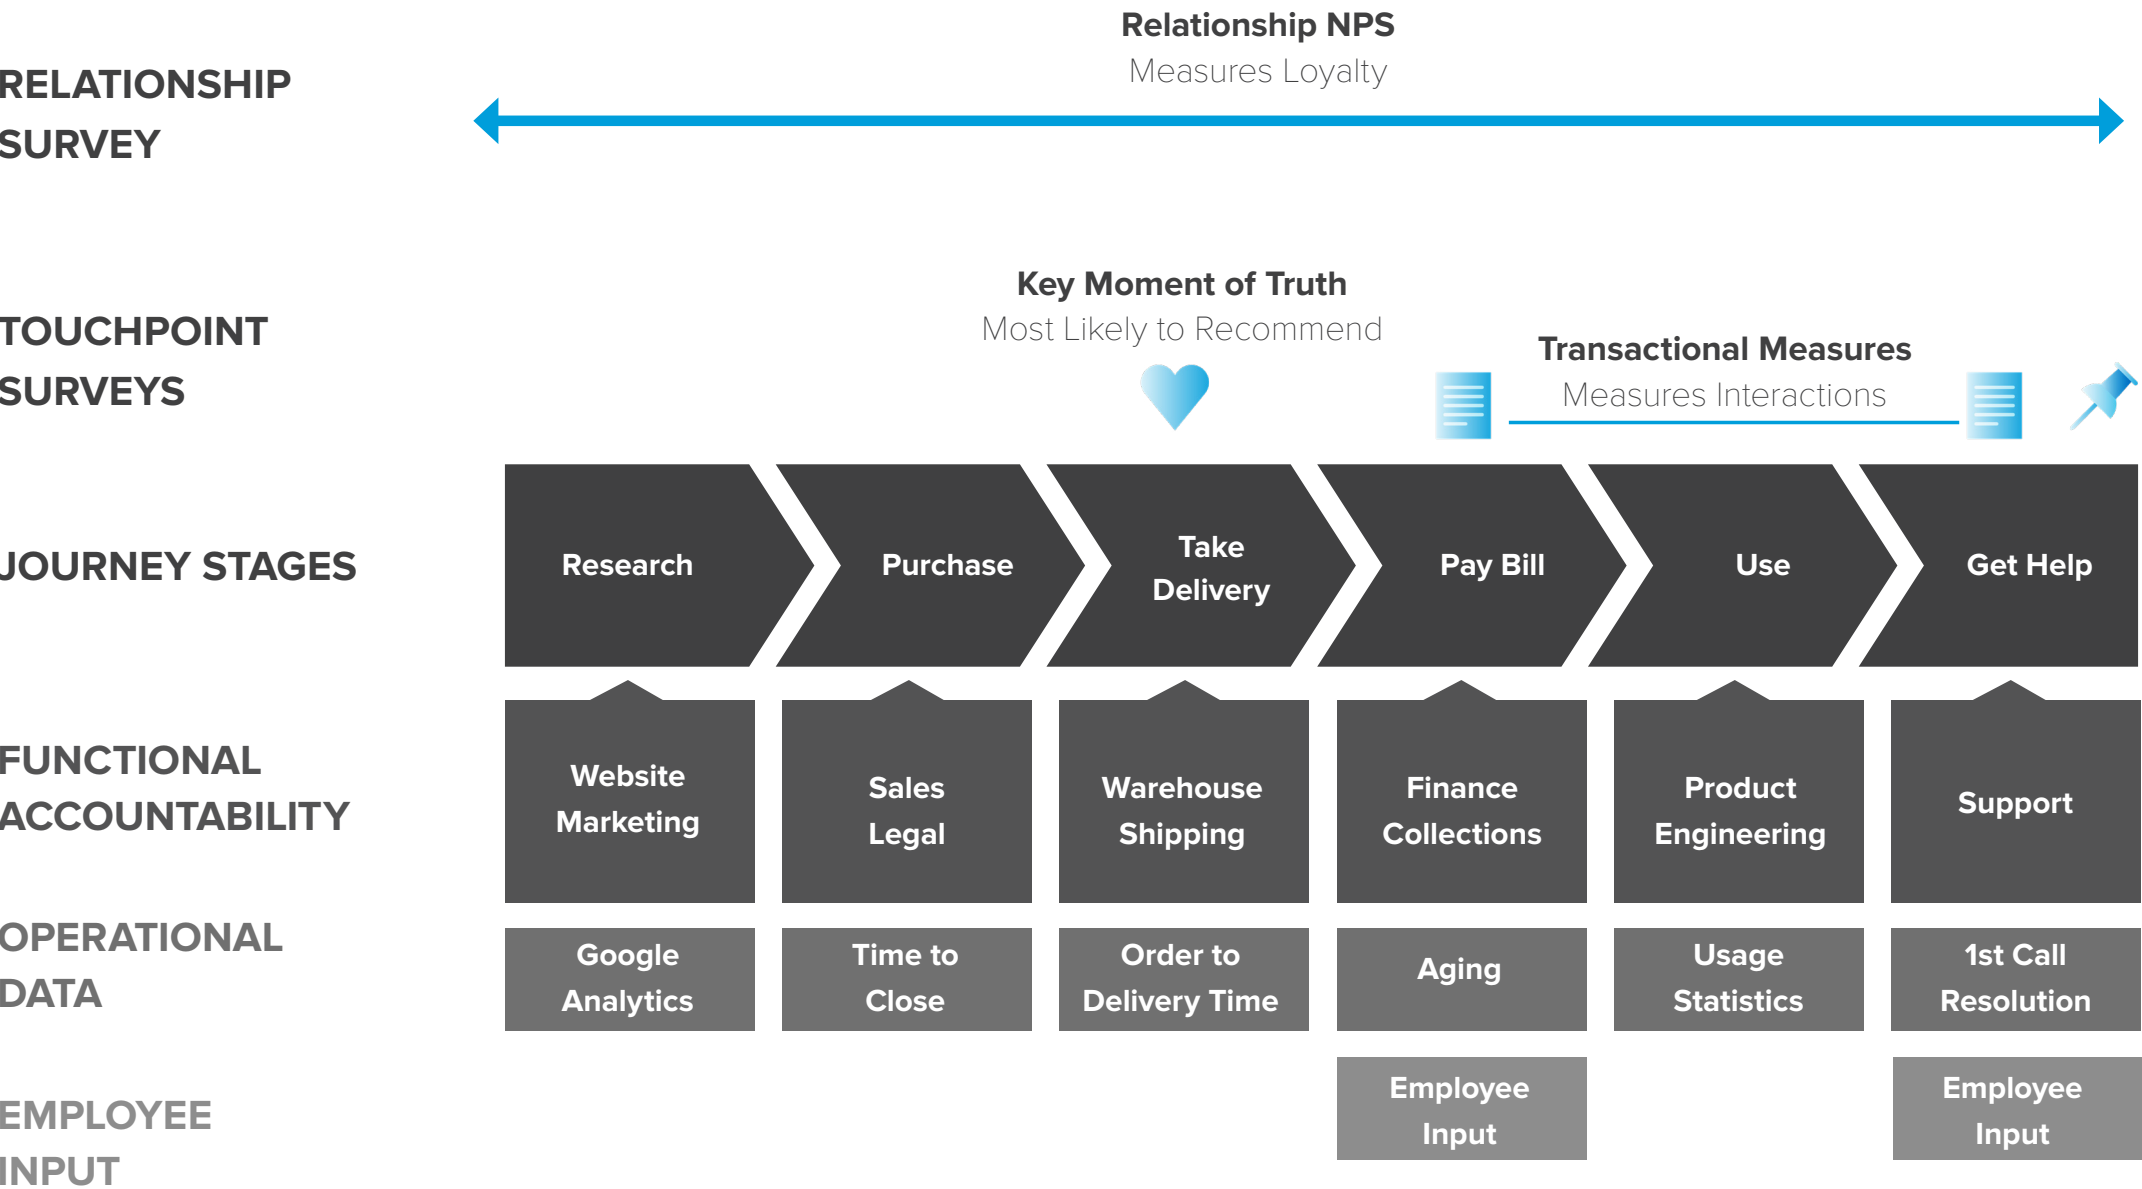 Relationship NPS
Measures Loyalty
RELATIONSHIP
SURVEY
Key Moment of Truth
Most Likely to Recommend
TOUCHPOINT
SURVEYS
Transactional Measures
Measures Interactions
JOURNEY STAGES
Research
Purchase
Take
Delivery
Pay Bill
Use
Get Help
FUNCTIONAL
ACCOUNTABILITY
Website
Marketing
Sales
Legal
Warehouse
Shipping
Finance
Collections
Product
Engineering
Support
OPERATIONAL
DATA
Google
Analytics
Time to
Close
Order to
Delivery Time
Aging
Usage
Statistics
1st Call
Resolution
EMPLOYEE
INPUT
Employee
Input
Employee
Input